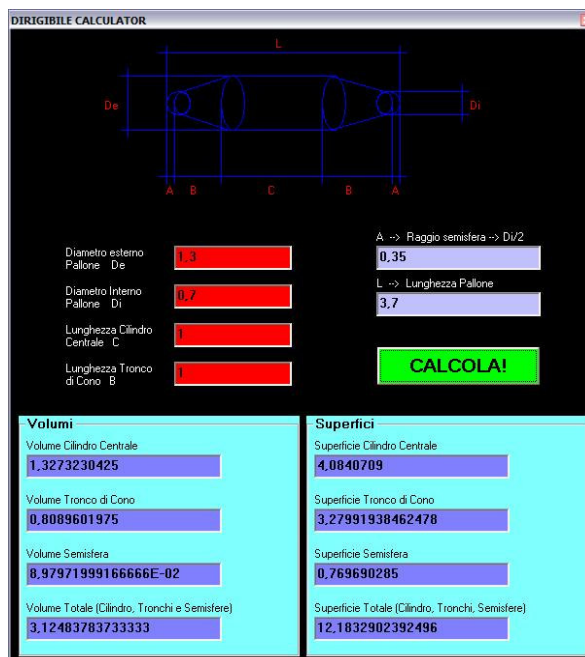 DIRIGIBILE CALCULATOR
L
De
Di
A B C B A
Diametro esterno
Pallone De
1,3
Diametro Interno
Pallone Di
0,7
Lunghezza Cilindro
Centrale C
1
Lunghezza Tronco
di Cono B
1
A --> Raggio semisfera --> Di/2
0,35
L --> Lunghezza Pallone
3,7
CALCOLA!
Volumi
Volume Cilindro Centrale
1,3273230425
Volume Tronco di Cono
0,8089601975
Volume Semisfera
8,97971999166666E-02
Volume Totale (Cilindro, Tronchi e Semisfere)
3,12483783733333
Superfici
Superficie Cilindro Centrale
4,0840709
Superficie Tronco di Cono
3,27991938462478
Superficie Semisfera
0,769690285
Superficie Totale (Cilindro, Tronchi, Semisfere)
12,1832902392496